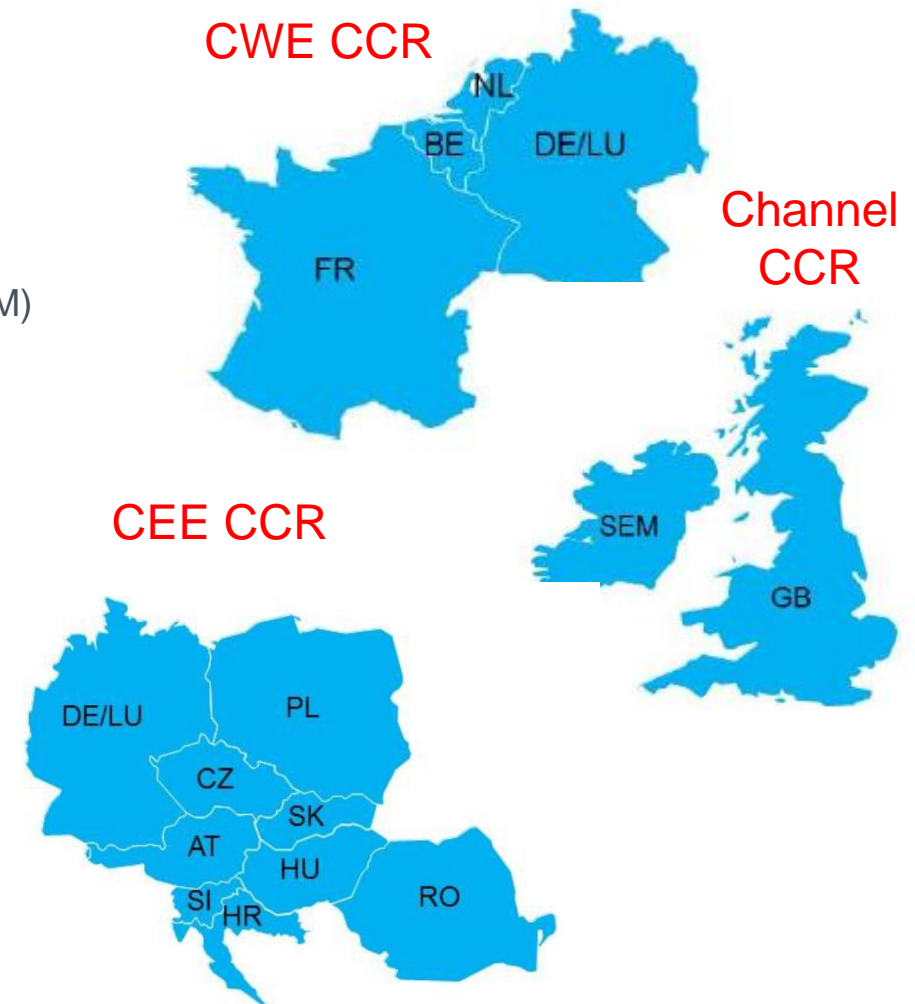 CWE CCR
NL
BE
DE/LU
FR
Channel
CCR
M)
SEM
GB
CEE CCR
DE/LU
PL
CZ
SK
AT
HU
SI
HR
RO